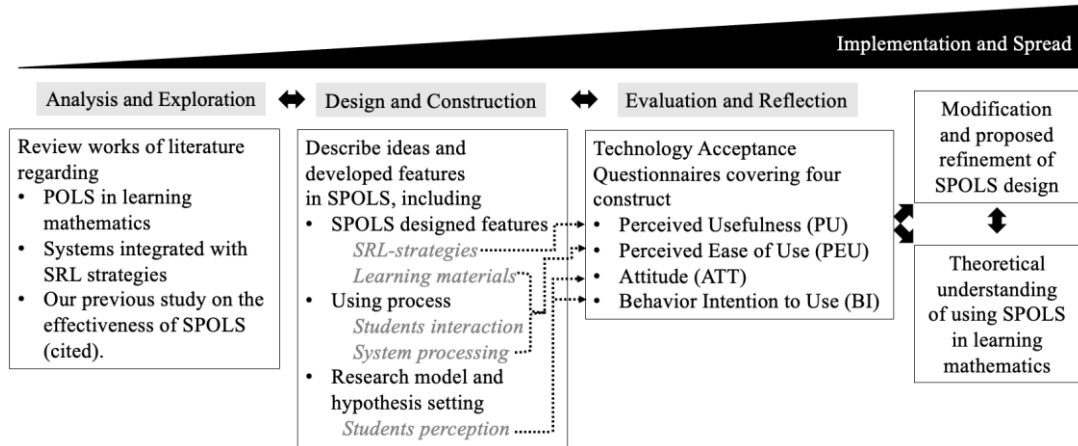 Implementation and Spread
Analysis and Exploration
Design and Construction
Evaluation and Reflection
Review works of literature
regarding
• POLS in learning
mathematics
• Systems integrated with
SRL strategies
• Our previous study on the
effectiveness of SPOLS
(cited).
Describe ideas and
developed features
in SPOLS, including
• SPOLS designed features
SRL-strategies
Learning materials
• Using process
Students interaction
System processing
• Research model and
hypothesis setting
Students perception
Technology Acceptance
Questionnaires covering four
construct
• Perceived Usefulness (PU)
• Perceived Ease of Use (PEU)
• Attitude (ATT)
• Behavior Intention to Use (BI)
Modification
and proposed
refinement of
SPOLS design
Theoretical
understanding
of using SPOLS
in learning
mathematics